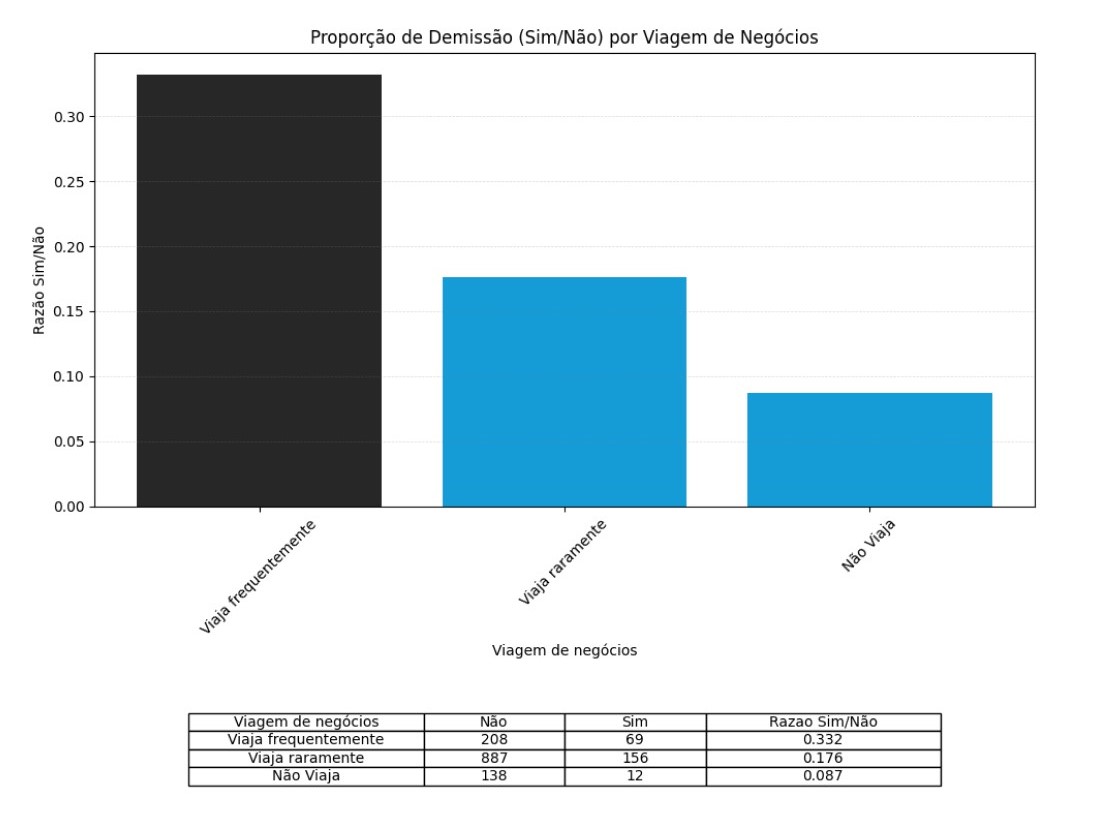 Proporção de Demissão (Sim/Não) por Viagem de Negócios
Razão Sim/Não
0.30
0.25
0.20
0.15
0.10
0.05
0.00
Viaja frequentemente
Viaja raramente
Não Viaja
Viagem de negócios
Viagem de negócios Não Sim Razao Sim/Não
Viaja frequentemente 208 69 0.332
Viaja raramente 887 156 0.176
Não Viaja 138 12 0.087